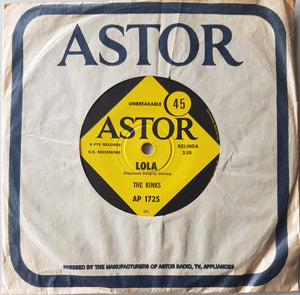 ASTOR
UNBREAKABLE
45
ASTOR
A PYE RECORDS
U.K. RECORDING
BELINDA
3.50
LOLA
(Raymond Douglas Davies)
THE KINKS
AP 1725
(A)
PRESSED BY THE MANUFACTURERS OF ASTOR RADIO, TV, APPLIANCES